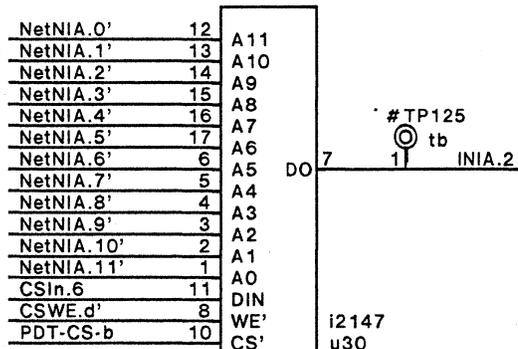 NetNIA.0' 12 A11
NetNIA.1' 13 A10
NetNIA.2' 14 A9
NetNIA.3' 15 A8
NetNIA.4' 16 A7
NetNIA.5' 17 A6
NetNIA.6' 6 A5
NetNIA.7' 5 A4
NetNIA.8' 4 A3
NetNIA.9' 3 A2
NetNIA.10' 2 A1
NetNIA.11' 1 A0
CSIn.6 11 DIN
CSWE.d' 8 WE'
PDT-CS-b 10 CS'
DO 7 1 INIA.2
#TP125
tb
i2147
u30